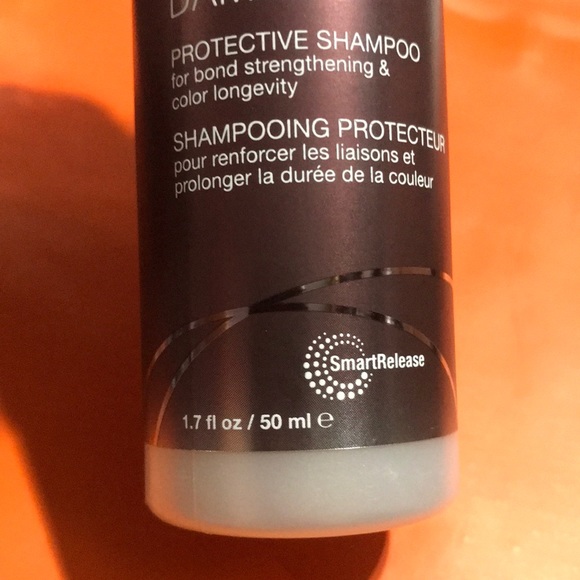 PROTECTIVE SHAMPOO
for bond strengthening &
color longevity
SHAMPOOING PROTECTEUR
pour renforcer les liaisons et
prolonger la durée de la couleur
SmartRelease
1.7 fl oz / 50 ml ℮